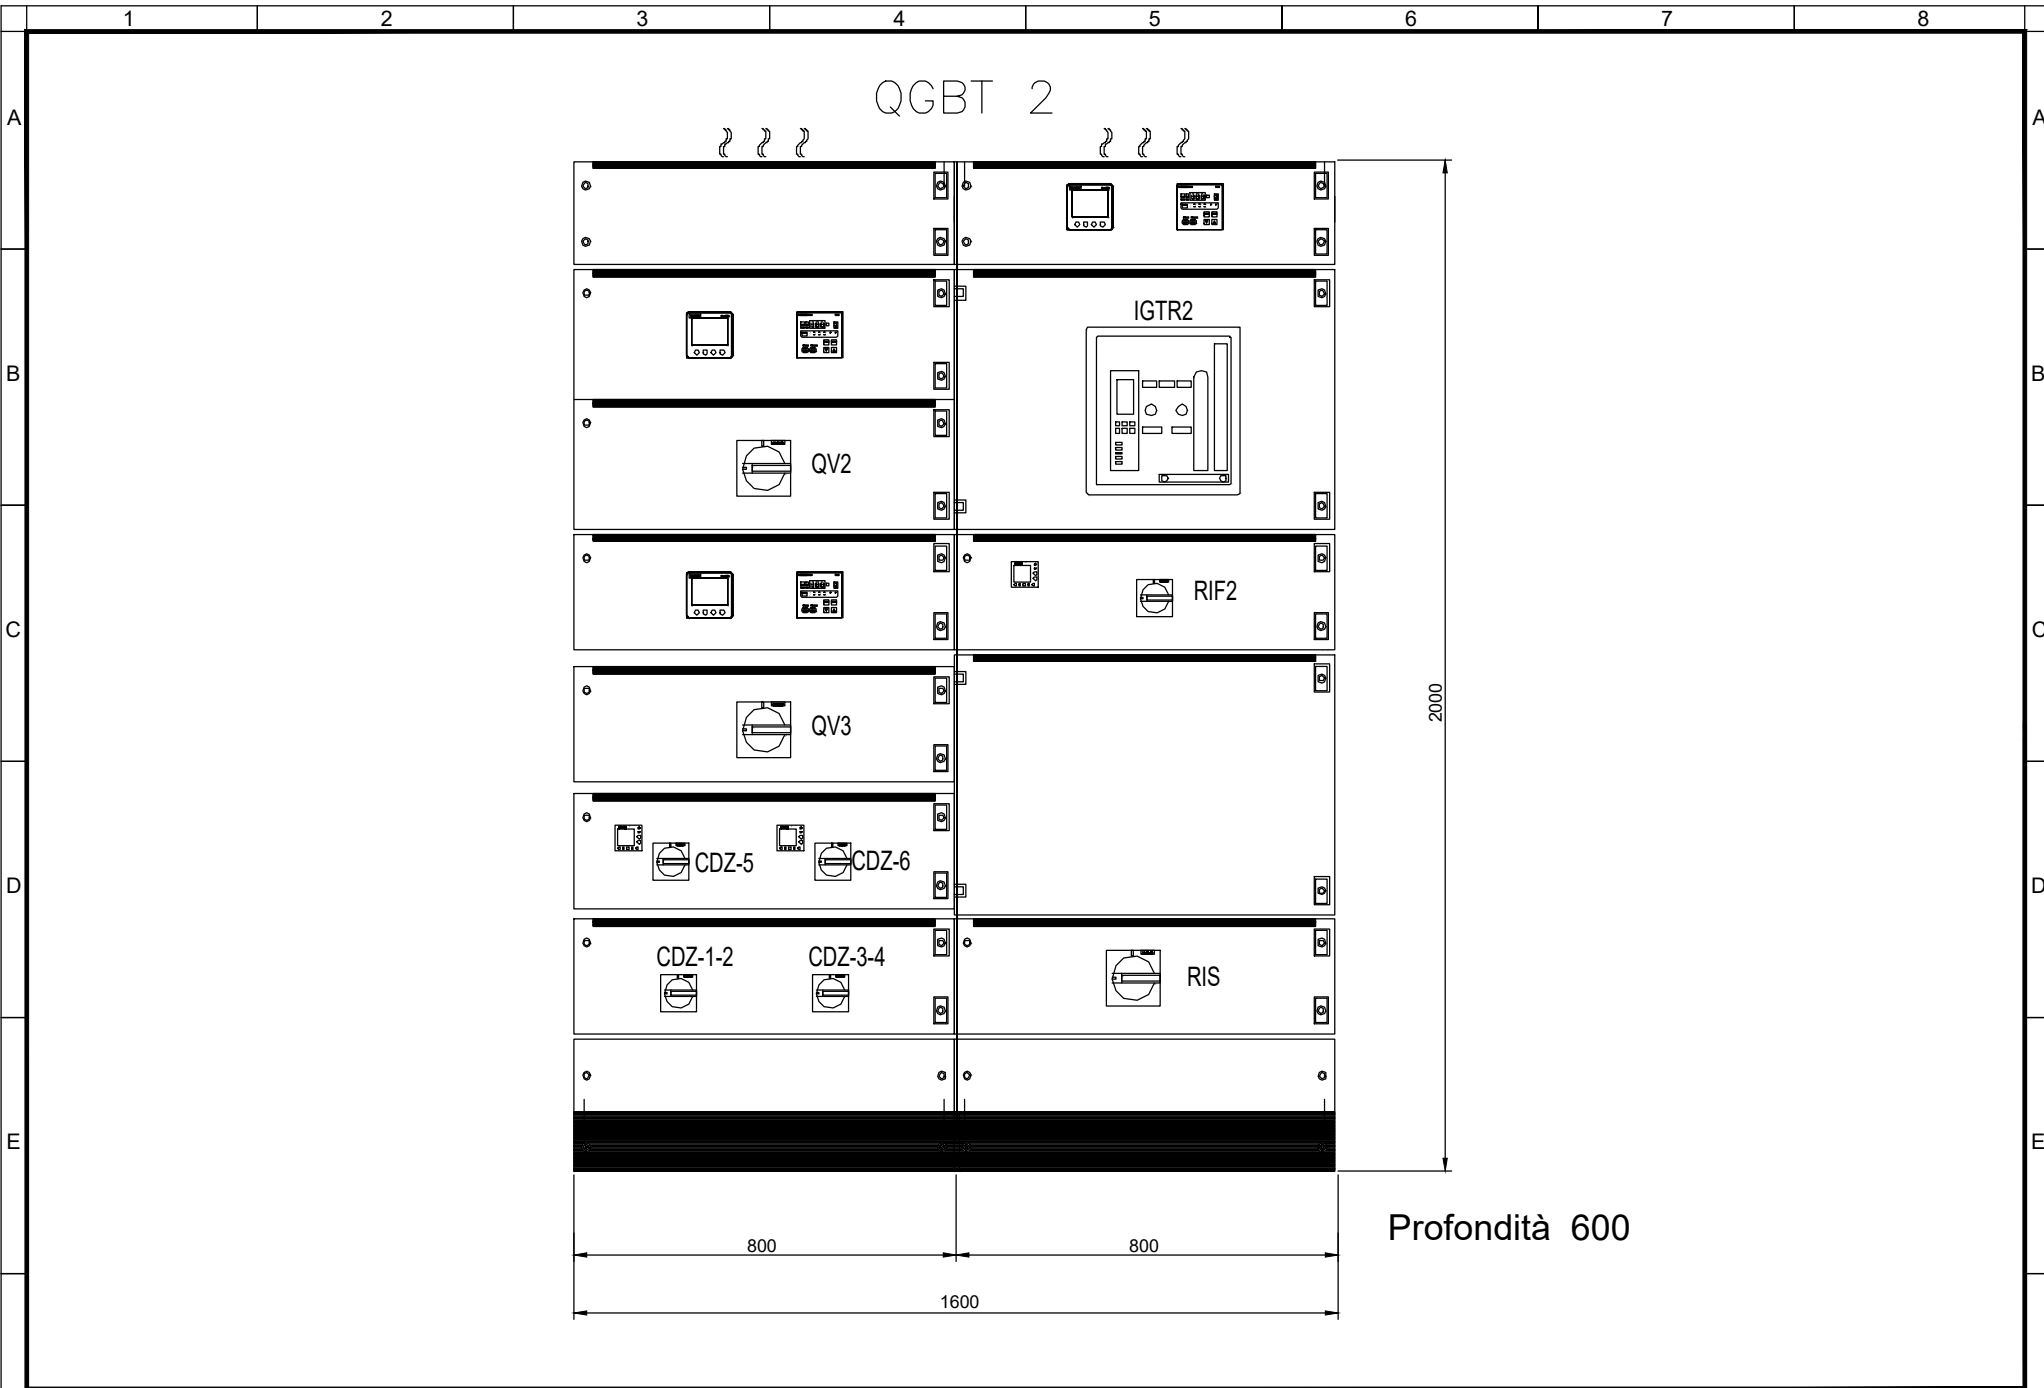 1 2 3 4 5 6 7 8
A A
QGBT 2
IGTR2
B B
QV2
RIF2
C C
2000
QV3
CDZ-5 CDZ-6
D D
CDZ-1-2 CDZ-3-4
RIS
E E
Profondità 600
800 800
1600